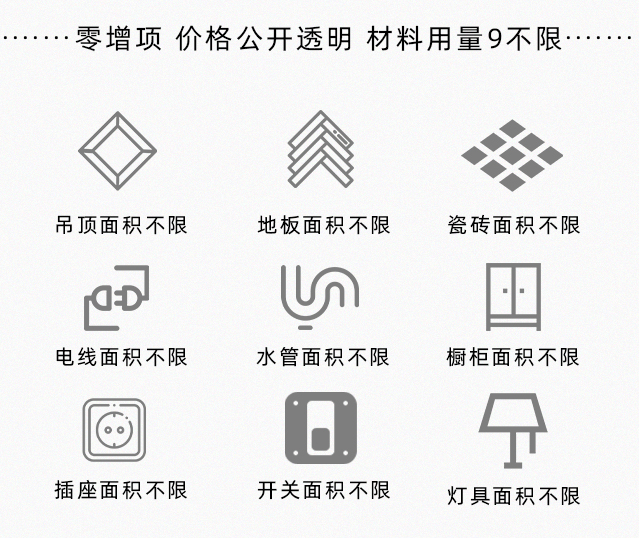 零增项 价格公开透明 材料用量9不限
吊顶面积不限 地板面积不限 瓷砖面积不限
电线面积不限 水管面积不限 橱柜面积不限
插座面积不限 开关面积不限 灯具面积不限